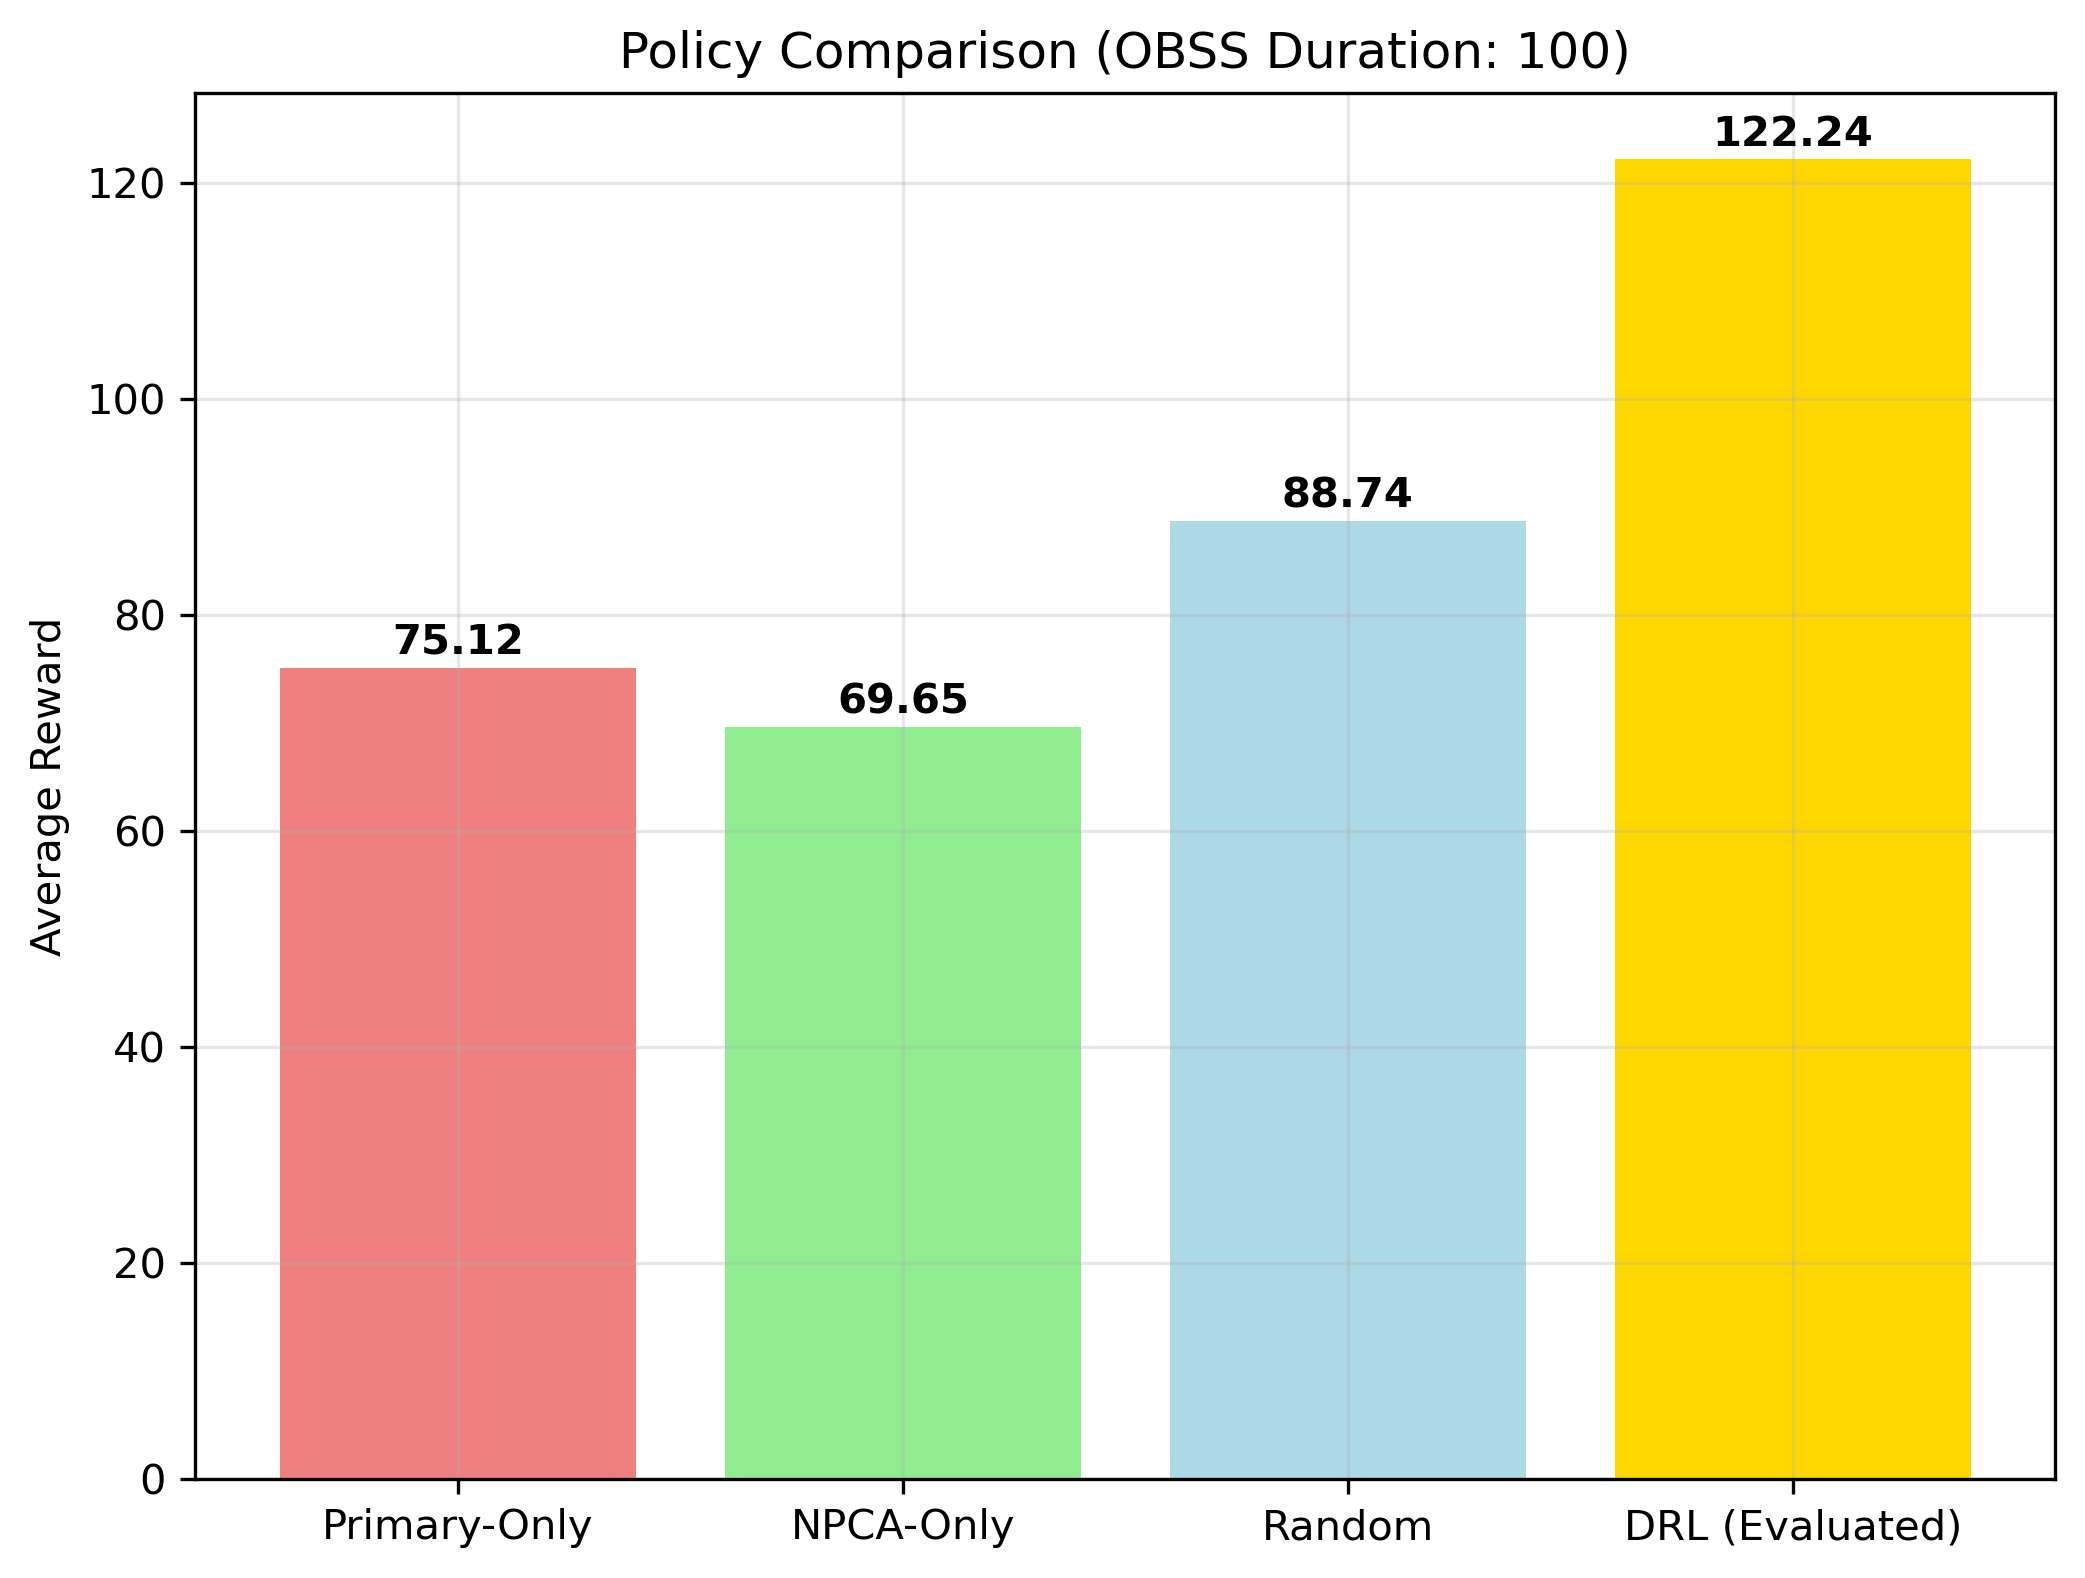 Policy Comparison (OBSS Duration: 100)
Average Reward
120
100
80
60
40
20
0
75.12
69.65
88.74
122.24
Primary-Only
NPCA-Only
Random
DRL (Evaluated)